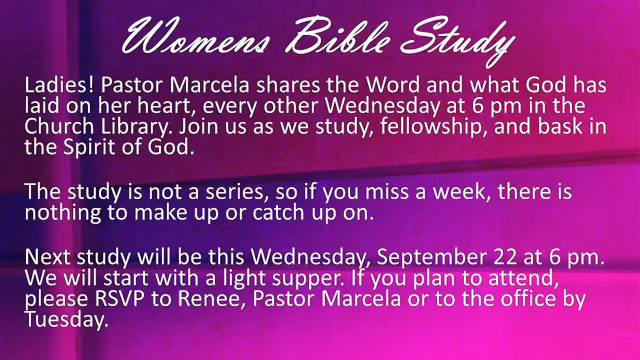 Womens Bible Study
Ladies! Pastor Marcela shares the Word and what God has
laid on her heart, every other Wednesday at 6 pm in the
Church Library. Join us as we study, fellowship, and bask in
the Spirit of God.
The study is not a series, so if you miss a week, there is
nothing to make up or catch up on.
Next study will be this Wednesday, September 22 at 6 pm.
We will start with a light supper. If you plan to attend,
please RSVP to Renee, Pastor Marcela or to the office by
Tuesday.